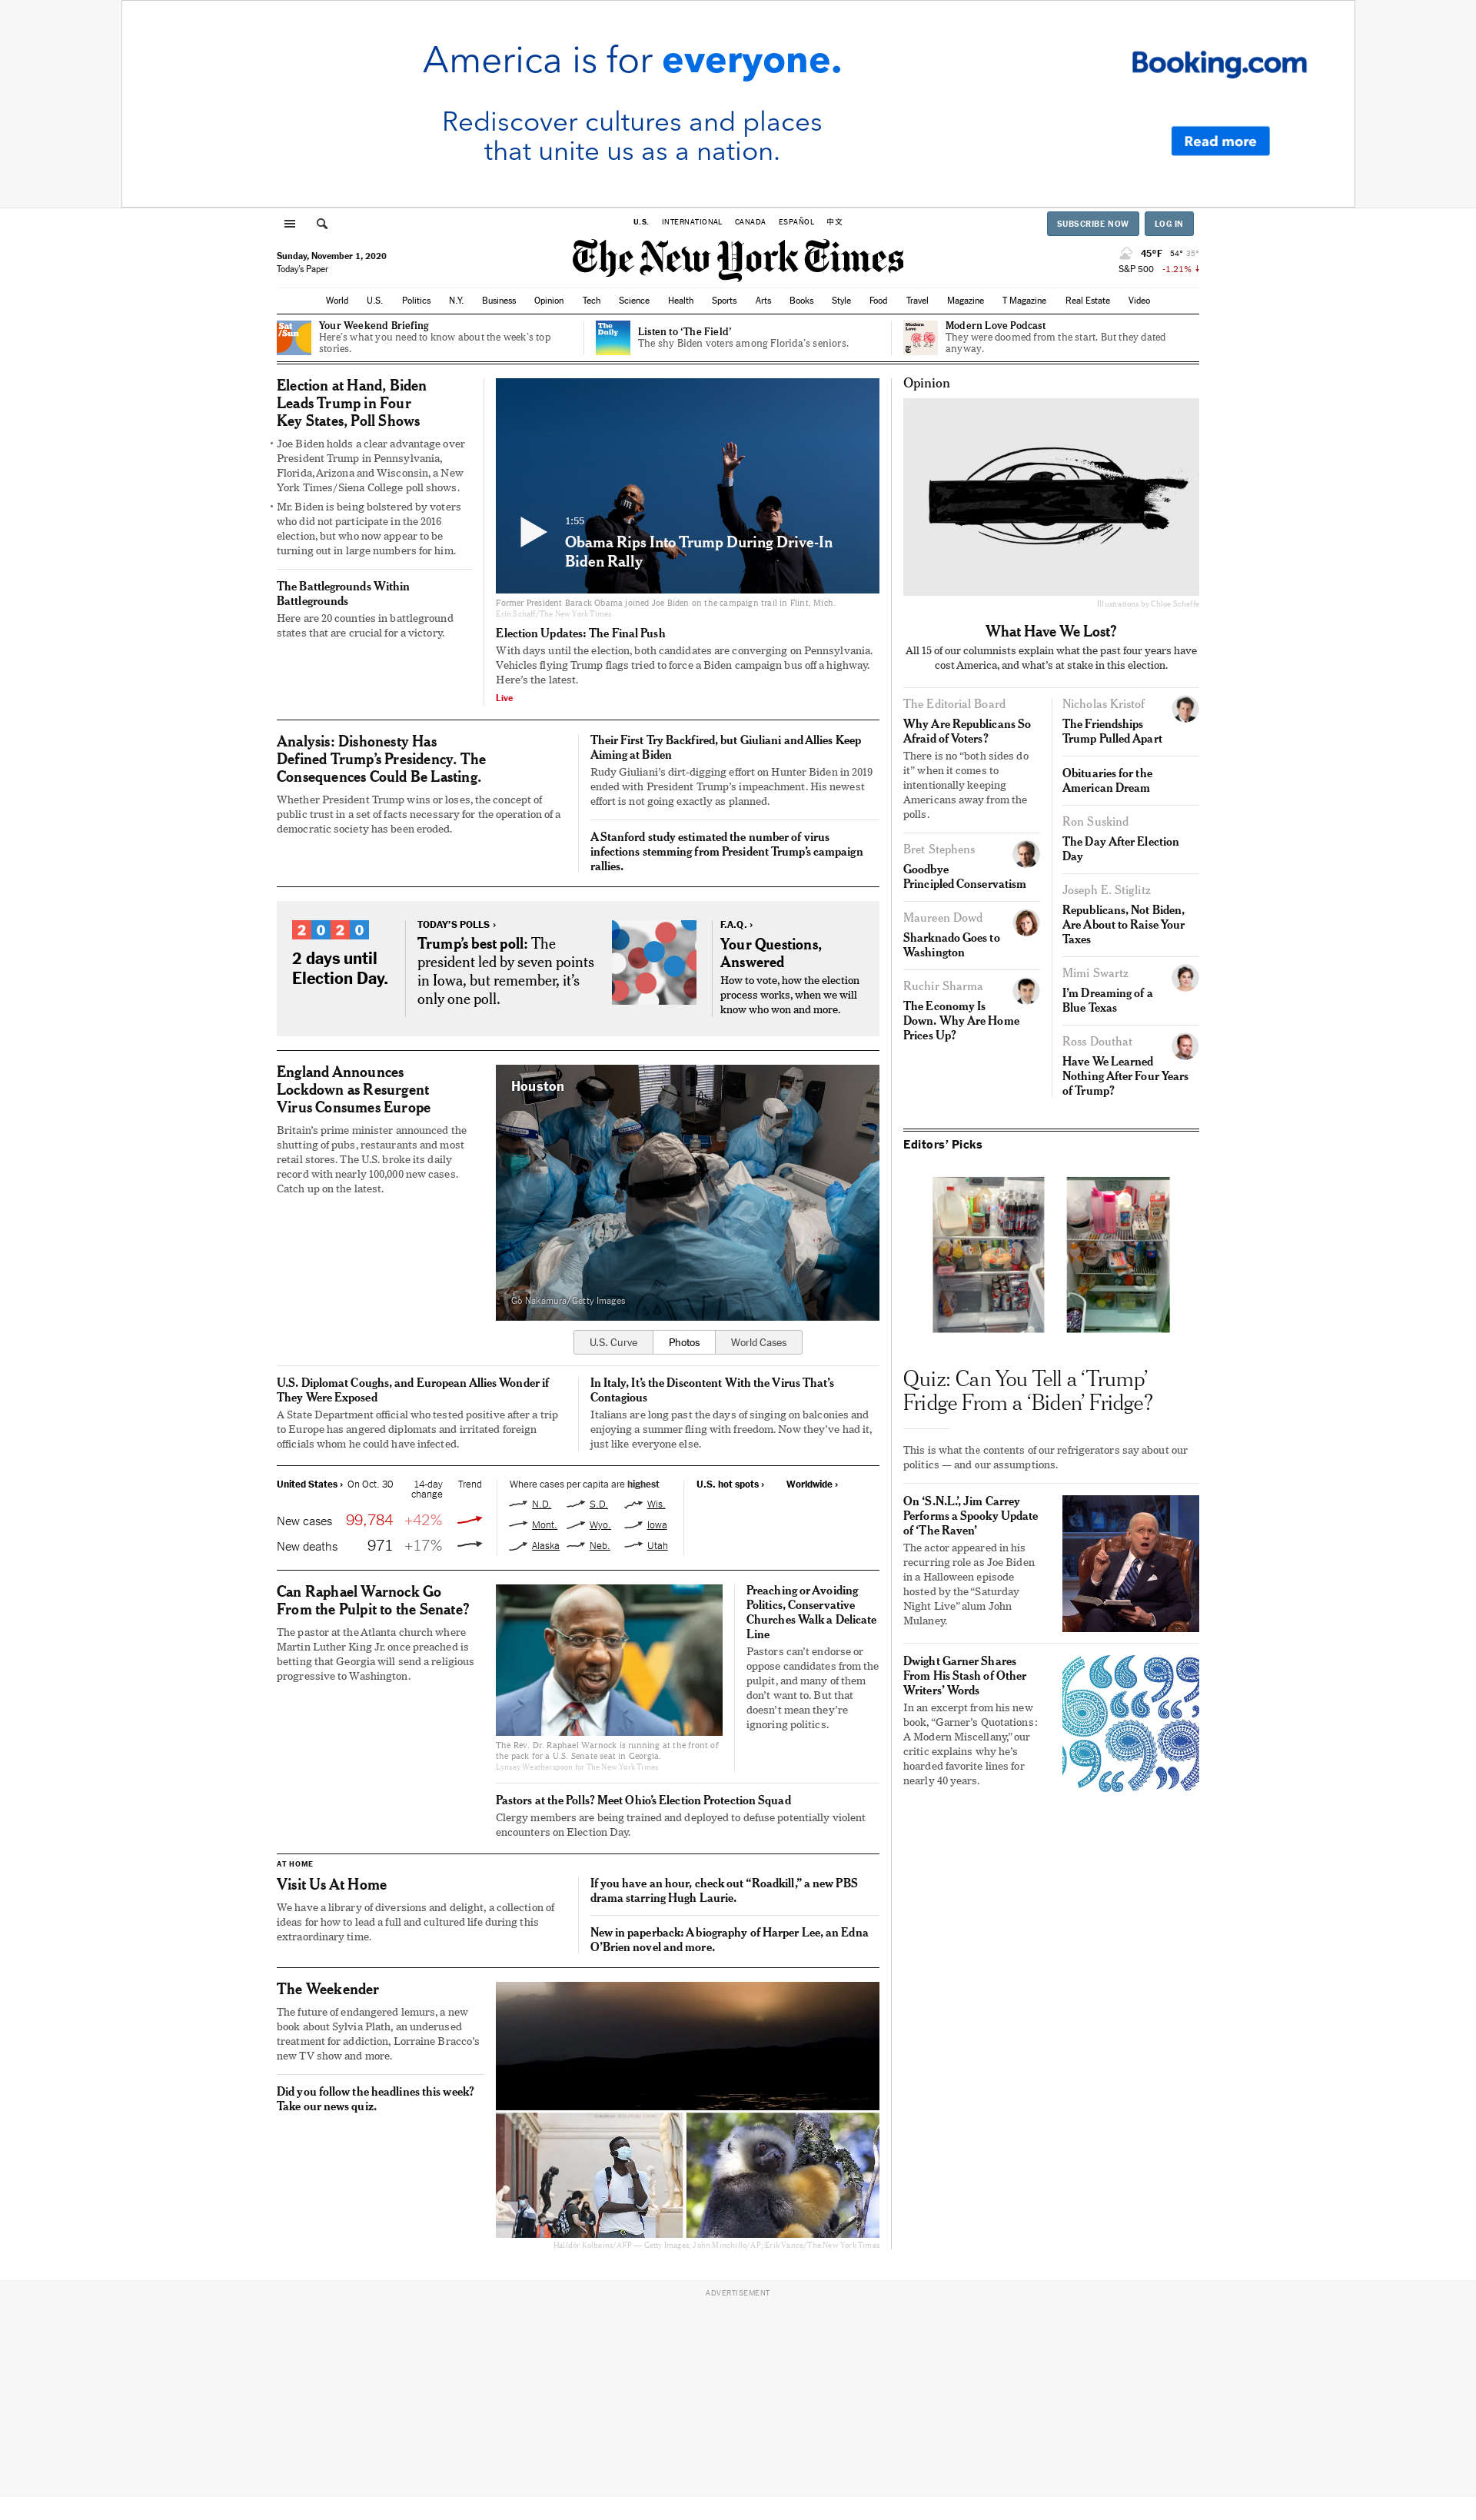 America is for everyone.
Booking.com
Rediscover cultures and places
that unite us as a nation.
Read more
U.S. INTERNATIONAL CANADA ESPAÑOL 中文
SUBSCRIBE NOW LOG IN
Sunday, November 1, 2020
Today's Paper
The New York Times
45°F 54° 35°
S&P 500 -1.21%
World U.S. Politics N.Y. Business Opinion Tech Science Health Sports Arts Books Style Food Travel Magazine T Magazine Real Estate Video
Sat
/Sun
Your Weekend Briefing
Here's what you need to know about the week's top
stories.
The
Daily
Listen to ‘The Field’
The shy Biden voters among Florida's seniors.
Modern
Love
Modern Love Podcast
They were doomed from the start. But they dated
anyway.
Election at Hand, Biden
Leads Trump in Four
Key States, Poll Shows
• Joe Biden holds a clear advantage over
President Trump in Pennsylvania,
Florida, Arizona and Wisconsin, a New
York Times/Siena College poll shows.
• Mr. Biden is being bolstered by voters
who did not participate in the 2016
election, but who now appear to be
turning out in large numbers for him.
The Battlegrounds Within
Battlegrounds
Here are 20 counties in battleground
states that are crucial for a victory.
1:55
Obama Rips Into Trump During Drive-In
Biden Rally
Former President Barack Obama joined Joe Biden on the campaign trail in Flint, Mich.
Erin Schaff/The New York Times
Election Updates: The Final Push
With days until the election, both candidates are converging on Pennsylvania.
Vehicles flying Trump flags tried to force a Biden campaign bus off a highway.
Here's the latest.
Live
Analysis: Dishonesty Has
Defined Trump's Presidency. The
Consequences Could Be Lasting.
Whether President Trump wins or loses, the concept of
public trust in a set of facts necessary for the operation of a
democratic society has been eroded.
Their First Try Backfired, but Giuliani and Allies Keep
Aiming at Biden
Rudy Giuliani's dirt-digging effort on Hunter Biden in 2019
ended with President Trump's impeachment. His newest
effort is not going exactly as planned.
A Stanford study estimated the number of virus
infections stemming from President Trump's campaign
rallies.
2020
2 days until
Election Day.
TODAY'S POLLS ›
Trump's best poll: The
president led by seven points
in Iowa, but remember, it's
only one poll.
F.A.Q. ›
Your Questions,
Answered
How to vote, how the election
process works, when we will
know who won and more.
England Announces
Lockdown as Resurgent
Virus Consumes Europe
Britain's prime minister announced the
shutting of pubs, restaurants and most
retail stores. The U.S. broke its daily
record with nearly 100,000 new cases.
Catch up on the latest.
Houston
Go Nakamura/Getty Images
U.S. Curve Photos World Cases
U.S. Diplomat Coughs, and European Allies Wonder if
They Were Exposed
A State Department official who tested positive after a trip
to Europe has angered diplomats and irritated foreign
officials whom he could have infected.
In Italy, It's the Discontent With the Virus That's
Contagious
Italians are long past the days of singing on balconies and
enjoying a summer fling with freedom. Now they've had it,
just like everyone else.
United States › On Oct. 30 14-day
change Trend
New cases 99,784 +42%
New deaths 971 +17%
Where cases per capita are highest
N.D. S.D. Wis.
Mont. Wyo. Iowa
Alaska Neb. Utah
U.S. hot spots › Worldwide ›
Can Raphael Warnock Go
From the Pulpit to the Senate?
The pastor at the Atlanta church where
Martin Luther King Jr. once preached is
betting that Georgia will send a religious
progressive to Washington.
The Rev. Dr. Raphael Warnock is running at the front of
the pack for a U.S. Senate seat in Georgia.
Lynsey Weatherspoon for The New York Times
Preaching or Avoiding
Politics, Conservative
Churches Walk a Delicate
Line
Pastors can't endorse or
oppose candidates from the
pulpit, and many of them
don't want to. But that
doesn't mean they're
ignoring politics.
Pastors at the Polls? Meet Ohio's Election Protection Squad
Clergy members are being trained and deployed to defuse potentially violent
encounters on Election Day.
AT HOME
Visit Us At Home
We have a library of diversions and delight, a collection of
ideas for how to lead a full and cultured life during this
extraordinary time.
If you have an hour, check out “Roadkill,” a new PBS
drama starring Hugh Laurie.
New in paperback: A biography of Harper Lee, an Edna
O'Brien novel and more.
The Weekender
The future of endangered lemurs, a new
book about Sylvia Plath, an underused
treatment for addiction, Lorraine Bracco's
new TV show and more.
Did you follow the headlines this week?
Take our news quiz.
Halldór Kolbeins/AFP — Getty Images; John Minchillo/AP; Erik Vance/The New York Times
Opinion
Illustrations by Chloe Scheffe
What Have We Lost?
All 15 of our columnists explain what the past four years have
cost America, and what's at stake in this election.
The Editorial Board
Why Are Republicans So
Afraid of Voters?
There is no “both sides do
it” when it comes to
intentionally keeping
Americans away from the
polls.
Bret Stephens
Goodbye
Principled Conservatism
Maureen Dowd
Sharknado Goes to
Washington
Ruchir Sharma
The Economy Is
Down. Why Are Home
Prices Up?
Nicholas Kristof
The Friendships
Trump Pulled Apart
Obituaries for the
American Dream
Ron Suskind
The Day After Election
Day
Joseph E. Stiglitz
Republicans, Not Biden,
Are About to Raise Your
Taxes
Mimi Swartz
I'm Dreaming of a
Blue Texas
Ross Douthat
Have We Learned
Nothing After Four Years
of Trump?
Editors' Picks
Quiz: Can You Tell a ‘Trump’
Fridge From a ‘Biden’ Fridge?
This is what the contents of our refrigerators say about our
politics — and our assumptions.
On ‘S.N.L.’, Jim Carrey
Performs a Spooky Update
of ‘The Raven’
The actor appeared in his
recurring role as Joe Biden
in a Halloween episode
hosted by the “Saturday
Night Live” alum John
Mulaney.
Dwight Garner Shares
From His Stash of Other
Writers' Words
In an excerpt from his new
book, “Garner's Quotations:
A Modern Miscellany,” our
critic explains why he's
hoarded favorite lines for
nearly 40 years.
ADVERTISEMENT